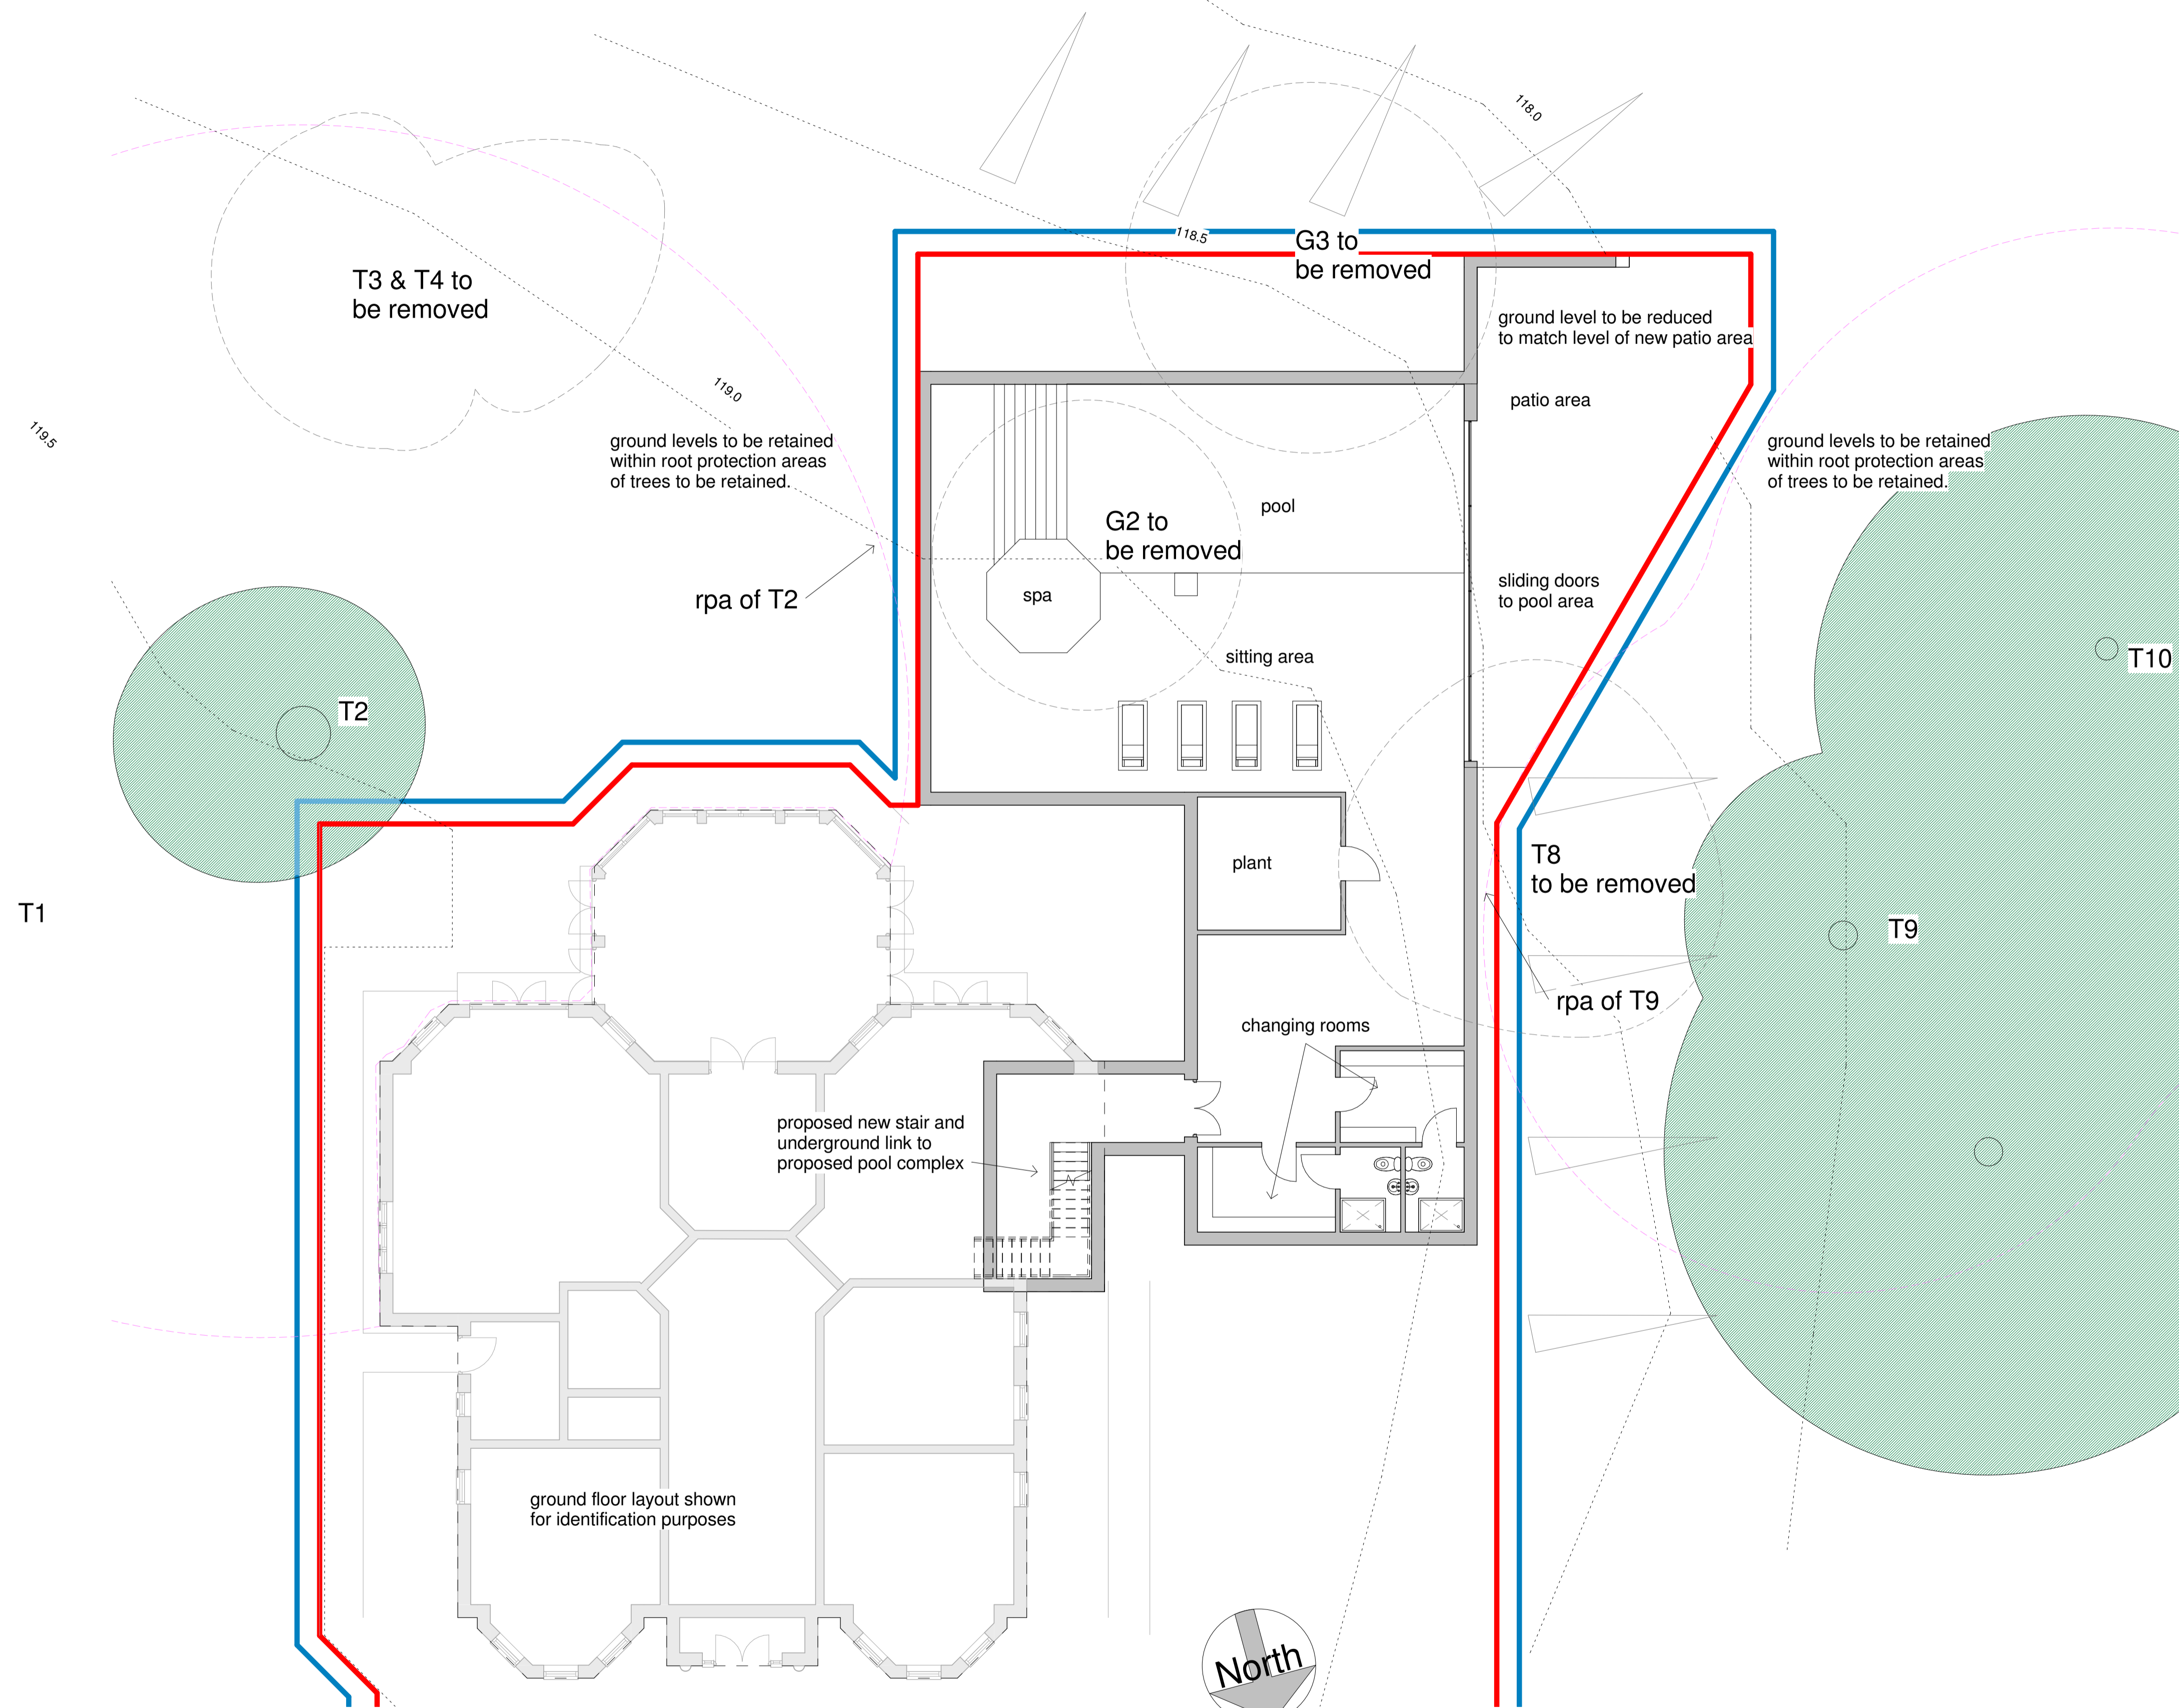 118.0
118.5
G3 to
be removed
T3 & T4 to
be removed
ground level to be reduced
to match level of new patio area
119.0
patio area
119.5
ground levels to be retained
within root protection areas
of trees to be retained.
ground levels to be retained
within root protection areas
of trees to be retained.
pool
G2 to
be removed
rpa of T2
spa
sliding doors
to pool area
sitting area
T10
T2
plant
T8
to be removed
T1
T9
rpa of T9
changing rooms
proposed new stair and
underground link to
proposed pool complex
ground floor layout shown
for identification purposes
North